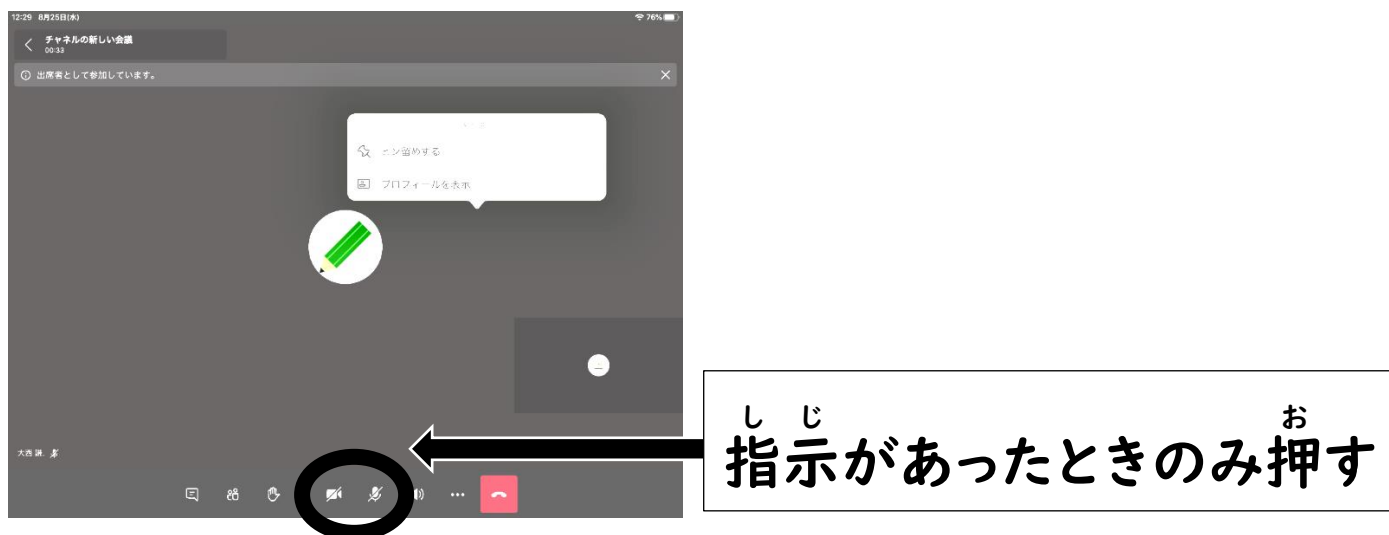 12:29 8月25日(水)
76%
チャネルの新しい会議
00:33
出席者として参加しています。
ピン留めする
プロフィールを表示
しじ お
指示があったときのみ押す